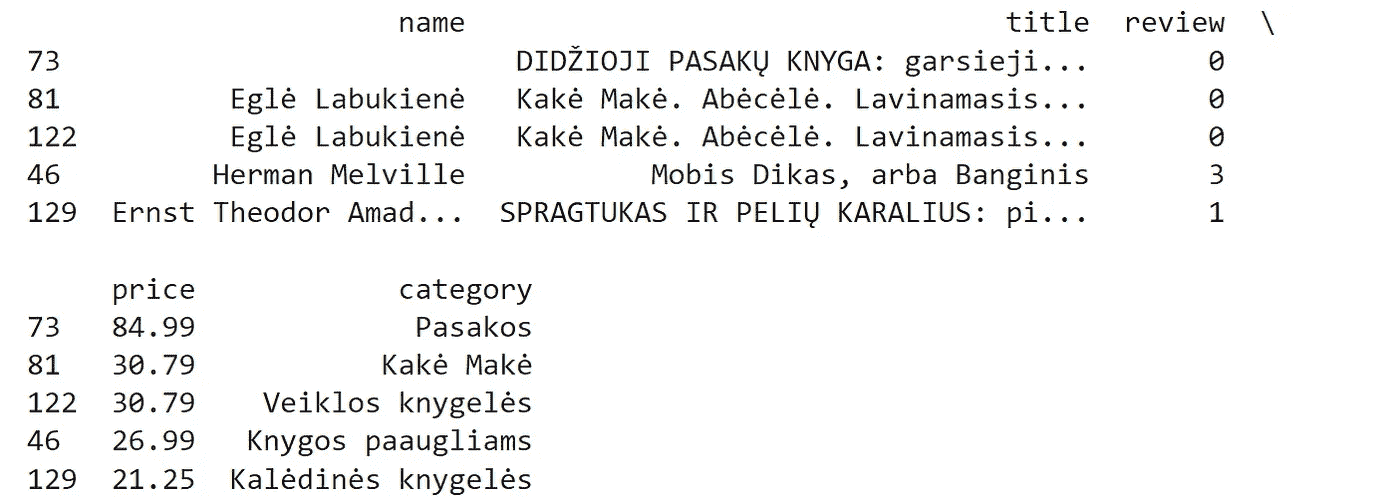 name title review \
73 DIDŽIOJI PASAKŲ KNYGA: garsieji... 0
81 Eglė Labukienė Kakė Makė. Abėcėlė. Lavinamasis... 0
122 Eglė Labukienė Kakė Makė. Abėcėlė. Lavinamasis... 0
46 Herman Melville Mobis Dikas, arba Banginis 3
129 Ernst Theodor Amad... SPRAGTUKAS IR PELIŲ KARALIUS: pi... 1
price category
73 84.99 Pasakos
81 30.79 Kakė Makė
122 30.79 Veiklos knygelės
46 26.99 Knygos paaugliams
129 21.25 Kalėdinės knygelės